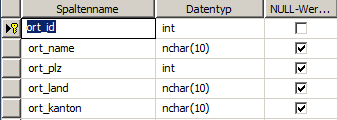 Spaltenname Datentyp NULL-Wer...
ort_id int
ort_name nchar(10)
ort_plz int
ort_land nchar(10)
ort_kanton nchar(10)